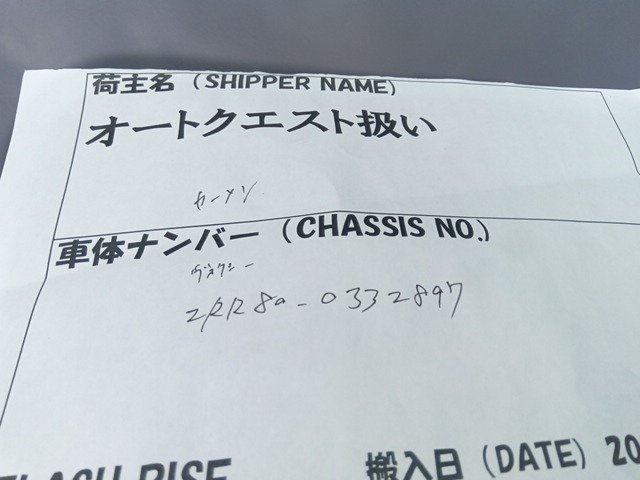 荷主名 (SHIPPER NAME)
オートクエスト扱い
カーメン
車体ナンバー (CHASSIS NO.)
ヴォクシー
ZRR80-0332897
FLASH RISE
搬入日 (DATE) 20